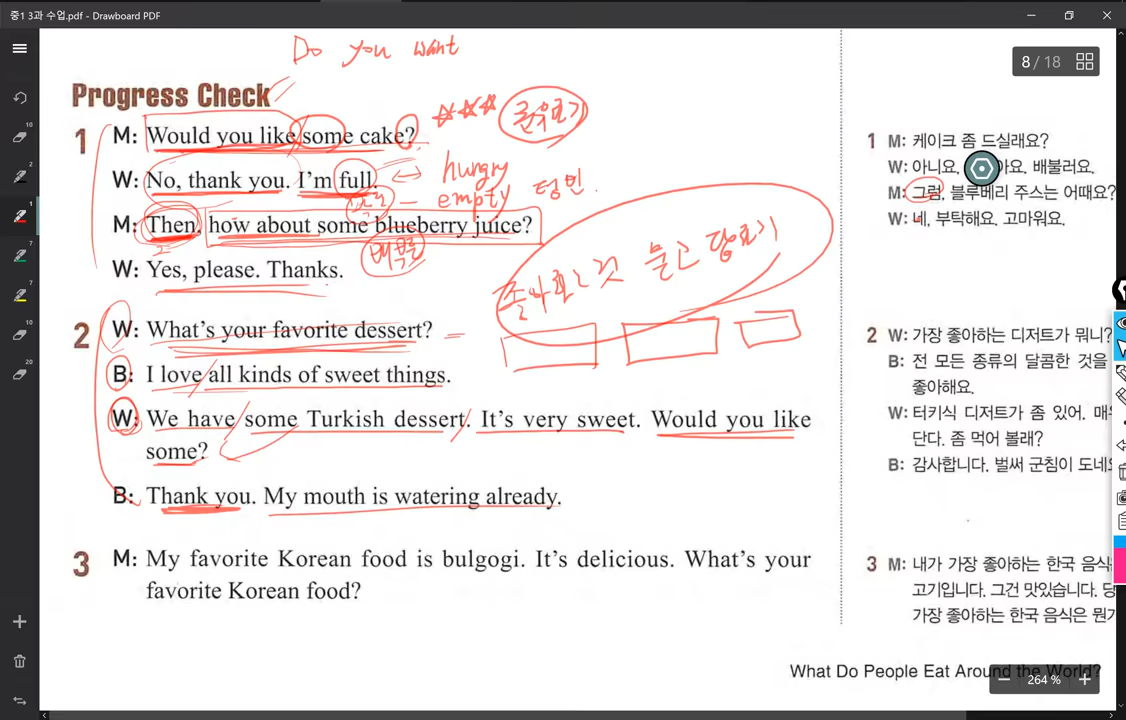 중1 3과 수업.pdf - Drawboard PDF
8 / 18
Do you want
Progress Check
1 M: Would you like some cake?
물음표기
W: No, thank you. I'm full.
hungry
empty 텅 빈
M: Then, how about some blueberry juice?
W: Yes, please. Thanks.
좋아하는 것 묻고 답하기
2 W: What's your favorite dessert?
B: I love all kinds of sweet things.
W: We have some Turkish dessert. It's very sweet. Would you like
some?
B: Thank you. My mouth is watering already.
3 M: My favorite Korean food is bulgogi. It's delicious. What's your
favorite Korean food?
1 M: 케이크 좀 드실래요?
W: 아니요, 배불러요.
M: 그럼, 블루베리 주스는 어때요?
W: 네, 부탁해요. 고마워요.
2 W: 가장 좋아하는 디저트가 뭐니?
B: 전 모든 종류의 달콤한 것을
좋아해요.
W: 터키식 디저트가 좀 있어.
단다. 좀 먹어 볼래?
B: 감사합니다. 벌써 군침이 도네요
3 M: 내가 가장 좋아하는 한국 음식
고기입니다. 그건 맛있습니다.
가장 좋아하는 한국 음식은 뭔가
What Do People Eat Around the World?
264 %